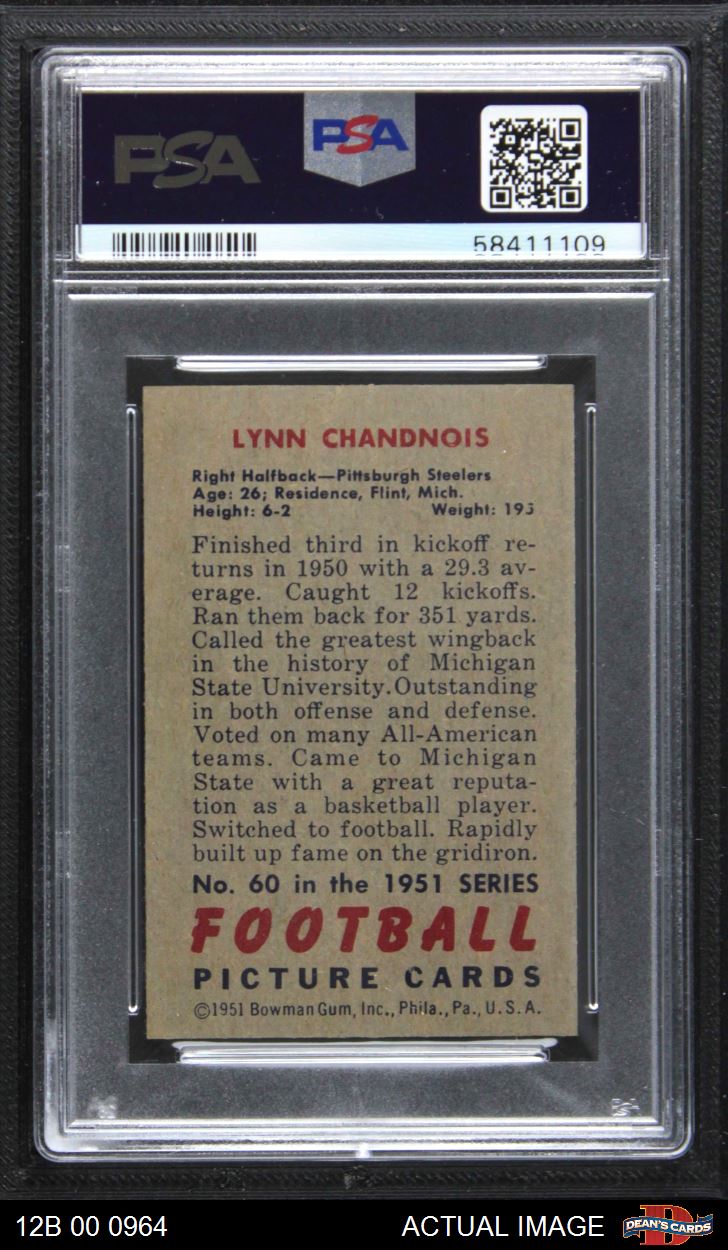 PSA
PSA
58411109
LYNN CHANDNOIS
Right Halfback—Pittsburgh Steelers
Age: 26; Residence, Flint, Mich.
Height: 6-2 Weight: 195
Finished third in kickoff re-
turns in 1950 with a 29.3 av-
erage. Caught 12 kickoffs.
Ran them back for 351 yards.
Called the greatest wingback
in the history of Michigan
State University.Outstanding
in both offense and defense.
Voted on many All-American
teams. Came to Michigan
State with a great reputa-
tion as a basketball player.
Switched to football. Rapidly
built up fame on the gridiron.
No. 60 in the 1951 SERIES
FOOTBALL
PICTURE CARDS
©1951 Bowman Gum, Inc., Phila., Pa., U.S.A.
PSA
12B 00 0964
ACTUAL IMAGE
DEAN'S CARDS